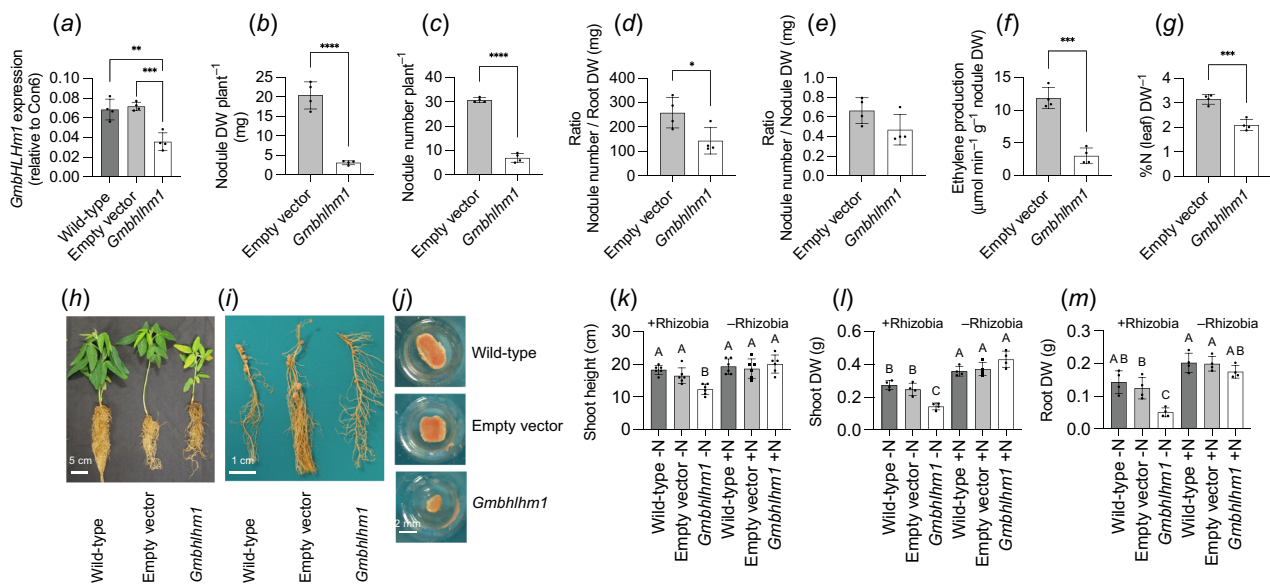 (a)
GmbHLHm1 expression
(relative to Con6)
0.10
0.08
0.06
0.04
0.02
0.00
**
***
Wild-type
Empty vector
Gmbhlhm1
(b)
Nodule DW plant⁻¹
(mg)
25
20
15
10
5
0
****
Empty vector
Gmbhlhm1
(c)
Nodule number plant⁻¹
40
30
20
10
0
****
Empty vector
Gmbhlhm1
(d)
Ratio
Nodule number / Root DW (mg)
400
300
200
100
0
*
Empty vector
Gmbhlhm1
(e)
Ratio
Nodule number / Nodule DW (mg)
1.0
0.8
0.6
0.4
0.2
0.0
Empty vector
Gmbhlhm1
(f)
Ethylene production
(μmol min⁻¹ g⁻¹ nodule DW)
15
10
5
0
***
Empty vector
Gmbhlhm1
(g)
%N (leaf) DW⁻¹
4
3
2
1
0
***
Empty vector
Gmbhlhm1
(h)
5 cm
Wild-type
Empty vector
Gmbhlhm1
(i)
1 cm
Wild-type
Empty vector
Gmbhlhm1
(j)
Wild-type
Empty vector
Gmbhlhm1
2 mm
(k)
+Rhizobia
–Rhizobia
Shoot height (cm)
30
20
10
0
A
A
B
A
A
A
Wild-type -N
Empty vector -N
Gmbhlhm1 -N
Wild-type +N
Empty vector +N
Gmbhlhm1 +N
(l)
+Rhizobia
–Rhizobia
Shoot DW (g)
0.6
0.4
0.2
0.0
B
B
C
A
A
A
Wild-type -N
Empty vector -N
Gmbhlhm1 -N
Wild-type +N
Empty vector +N
Gmbhlhm1 +N
(m)
+Rhizobia
–Rhizobia
Root DW (g)
0.3
0.2
0.1
0.0
A B
B
C
A
A
A B
Wild-type -N
Empty vector -N
Gmbhlhm1 -N
Wild-type +N
Empty vector +N
Gmbhlhm1 +N